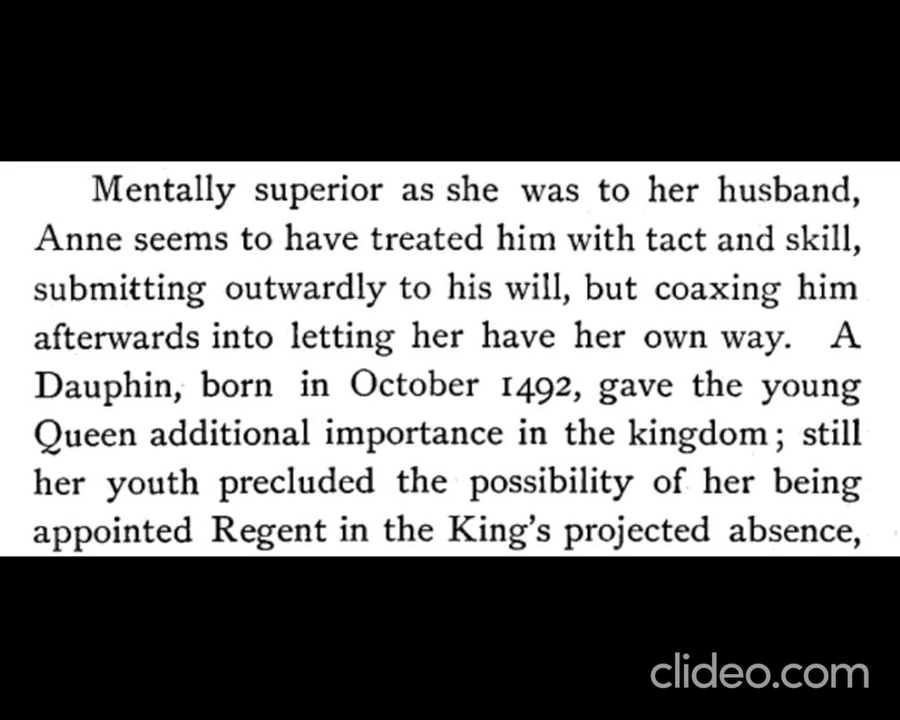 Mentally superior as she was to her husband,
Anne seems to have treated him with tact and skill,
submitting outwardly to his will, but coaxing him
afterwards into letting her have her own way. A
Dauphin, born in October 1492, gave the young
Queen additional importance in the kingdom; still
her youth precluded the possibility of her being
appointed Regent in the King's projected absence,
clideo.com